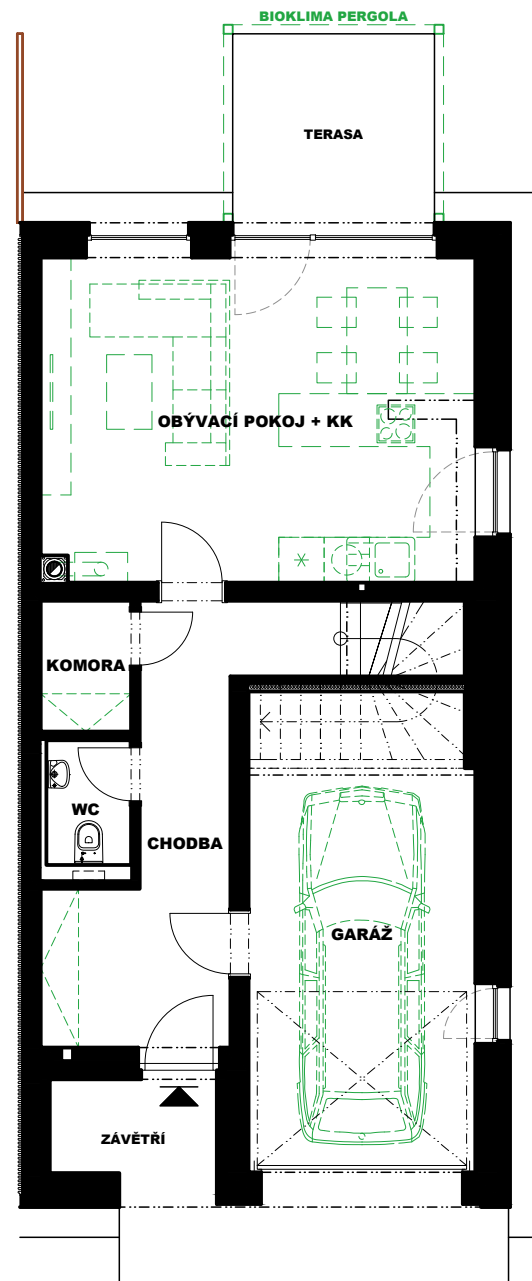 BIOKLIMA PERGOLA
TERASA
OBÝVACÍ POKOJ + KK
KOMORA
WC
CHODBA
GARÁŽ
ZÁVĚTŘÍ